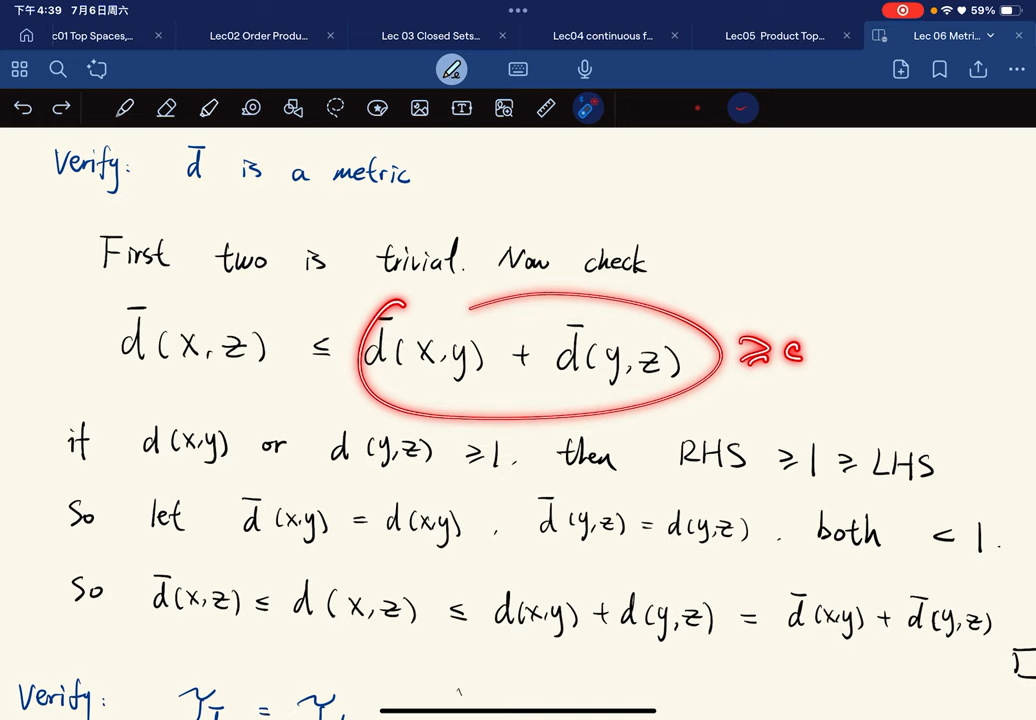 下午4:39 7月6日周六
59%
c01 Top Spaces,... Lec02 Order Produ... Lec 03 Closed Sets... Lec04 continuous f... Lec05 Product Top... Lec 06 Metri...
Verify: d̄ is a metric
First two is trivial. Now check
d̄(x,z) ≤ d̄(x,y) + d̄(y,z) ≥
if d(x,y) or d(y,z) ≥1. then RHS ≥1 ≥ LHS
So let d̄(x,y) = d(x,y), d̄(y,z) = d(y,z). both < 1.
So d̄(x,z) ≤ d(x,z) ≤ d(x,y) + d(y,z) = d̄(x,y) + d̄(y,z)
□
Verify: